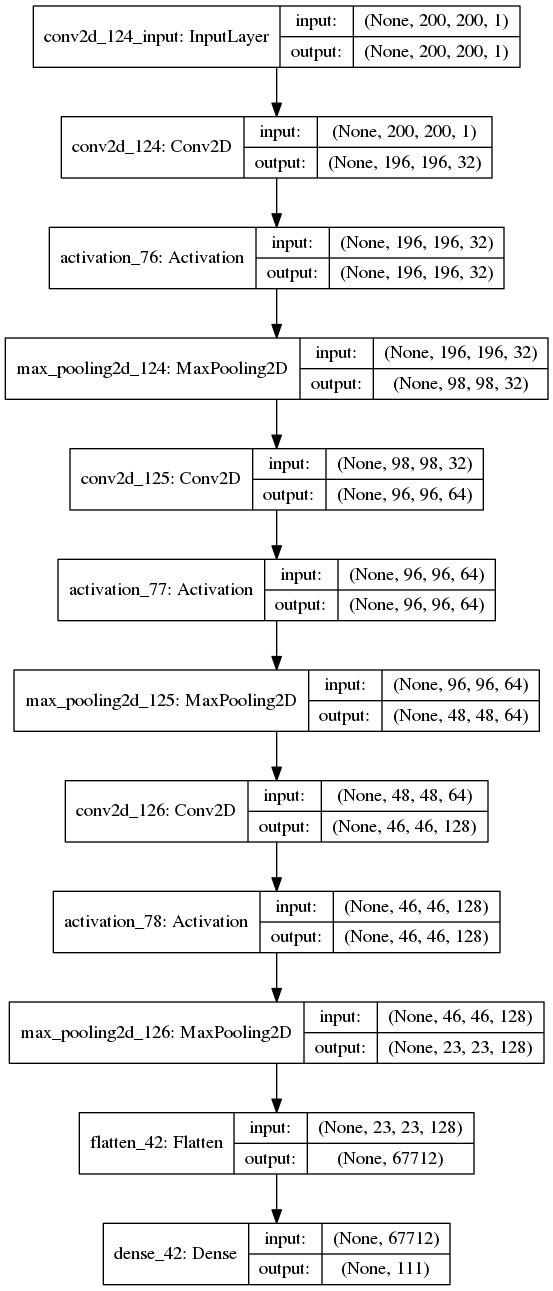 conv2d_124_input: InputLayer
input: (None, 200, 200, 1)
output: (None, 200, 200, 1)
conv2d_124: Conv2D
input: (None, 200, 200, 1)
output: (None, 196, 196, 32)
activation_76: Activation
input: (None, 196, 196, 32)
output: (None, 196, 196, 32)
max_pooling2d_124: MaxPooling2D
input: (None, 196, 196, 32)
output: (None, 98, 98, 32)
conv2d_125: Conv2D
input: (None, 98, 98, 32)
output: (None, 96, 96, 64)
activation_77: Activation
input: (None, 96, 96, 64)
output: (None, 96, 96, 64)
max_pooling2d_125: MaxPooling2D
input: (None, 96, 96, 64)
output: (None, 48, 48, 64)
conv2d_126: Conv2D
input: (None, 48, 48, 64)
output: (None, 46, 46, 128)
activation_78: Activation
input: (None, 46, 46, 128)
output: (None, 46, 46, 128)
max_pooling2d_126: MaxPooling2D
input: (None, 46, 46, 128)
output: (None, 23, 23, 128)
flatten_42: Flatten
input: (None, 23, 23, 128)
output: (None, 67712)
dense_42: Dense
input: (None, 67712)
output: (None, 111)